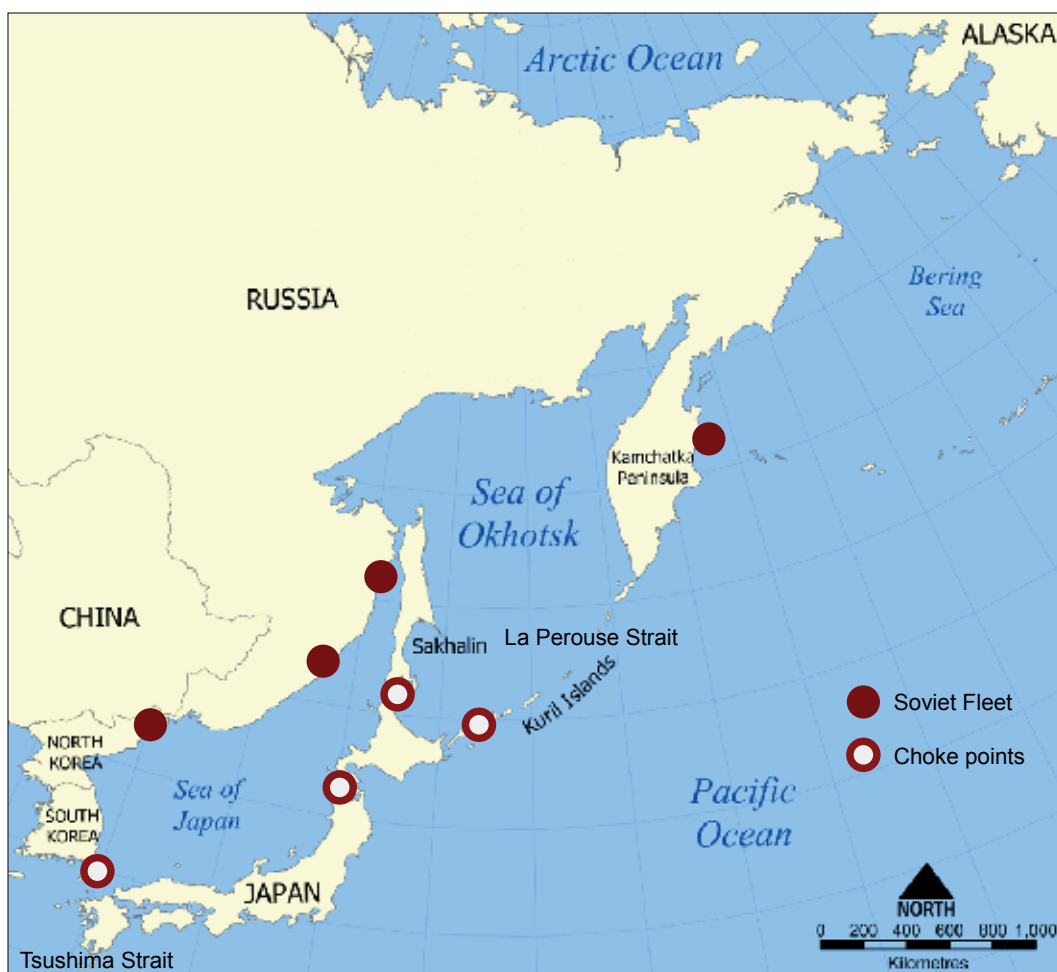 ALASKA
Arctic Ocean
RUSSIA
Bering
Sea
Kamchatka
Peninsula
Sea of
Okhotsk
CHINA
Sakhalin
La Perouse Strait
Kuril Islands
Soviet Fleet
Choke points
NORTH
KOREA
SOUTH
KOREA
Sea of
Japan
Pacific
Ocean
JAPAN
NORTH
0 200 400 600 800 1,000
Kilometres
Tsushima Strait